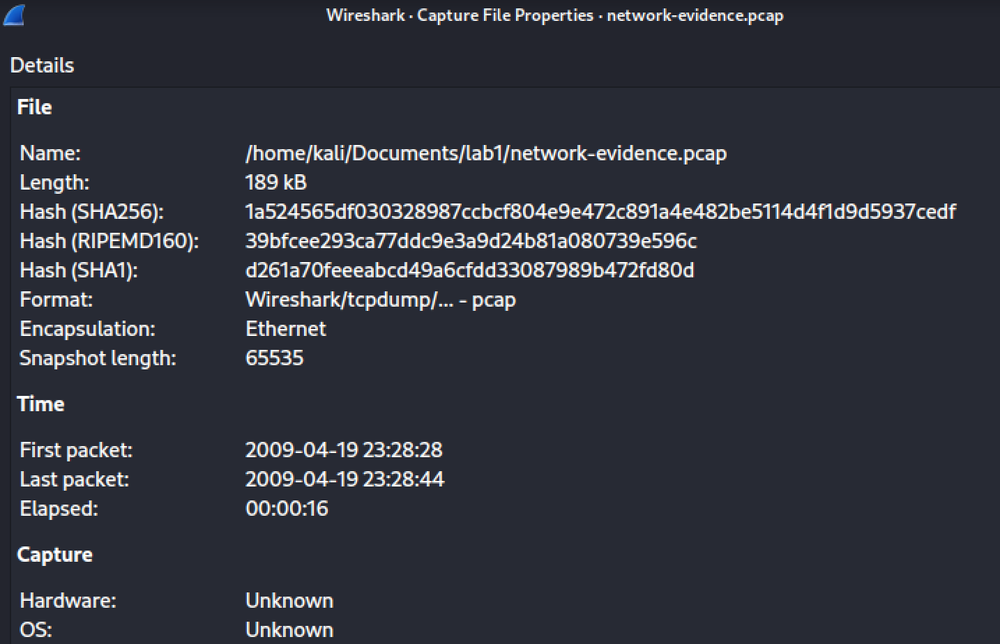 Wireshark · Capture File Properties · network-evidence.pcap
Details
File
Name: /home/kali/Documents/lab1/network-evidence.pcap
Length: 189 kB
Hash (SHA256): 1a524565df030328987ccbcf804e9e472c891a4e482be5114d4f1d9d5937cedf
Hash (RIPEMD160): 39bfcee293ca77ddc9e3a9d24b81a080739e596c
Hash (SHA1): d261a70feeeabcd49a6cfdd33087989b472fd80d
Format: Wireshark/tcpdump/... - pcap
Encapsulation: Ethernet
Snapshot length: 65535
Time
First packet: 2009-04-19 23:28:28
Last packet: 2009-04-19 23:28:44
Elapsed: 00:00:16
Capture
Hardware: Unknown
OS: Unknown